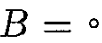 B = ∘